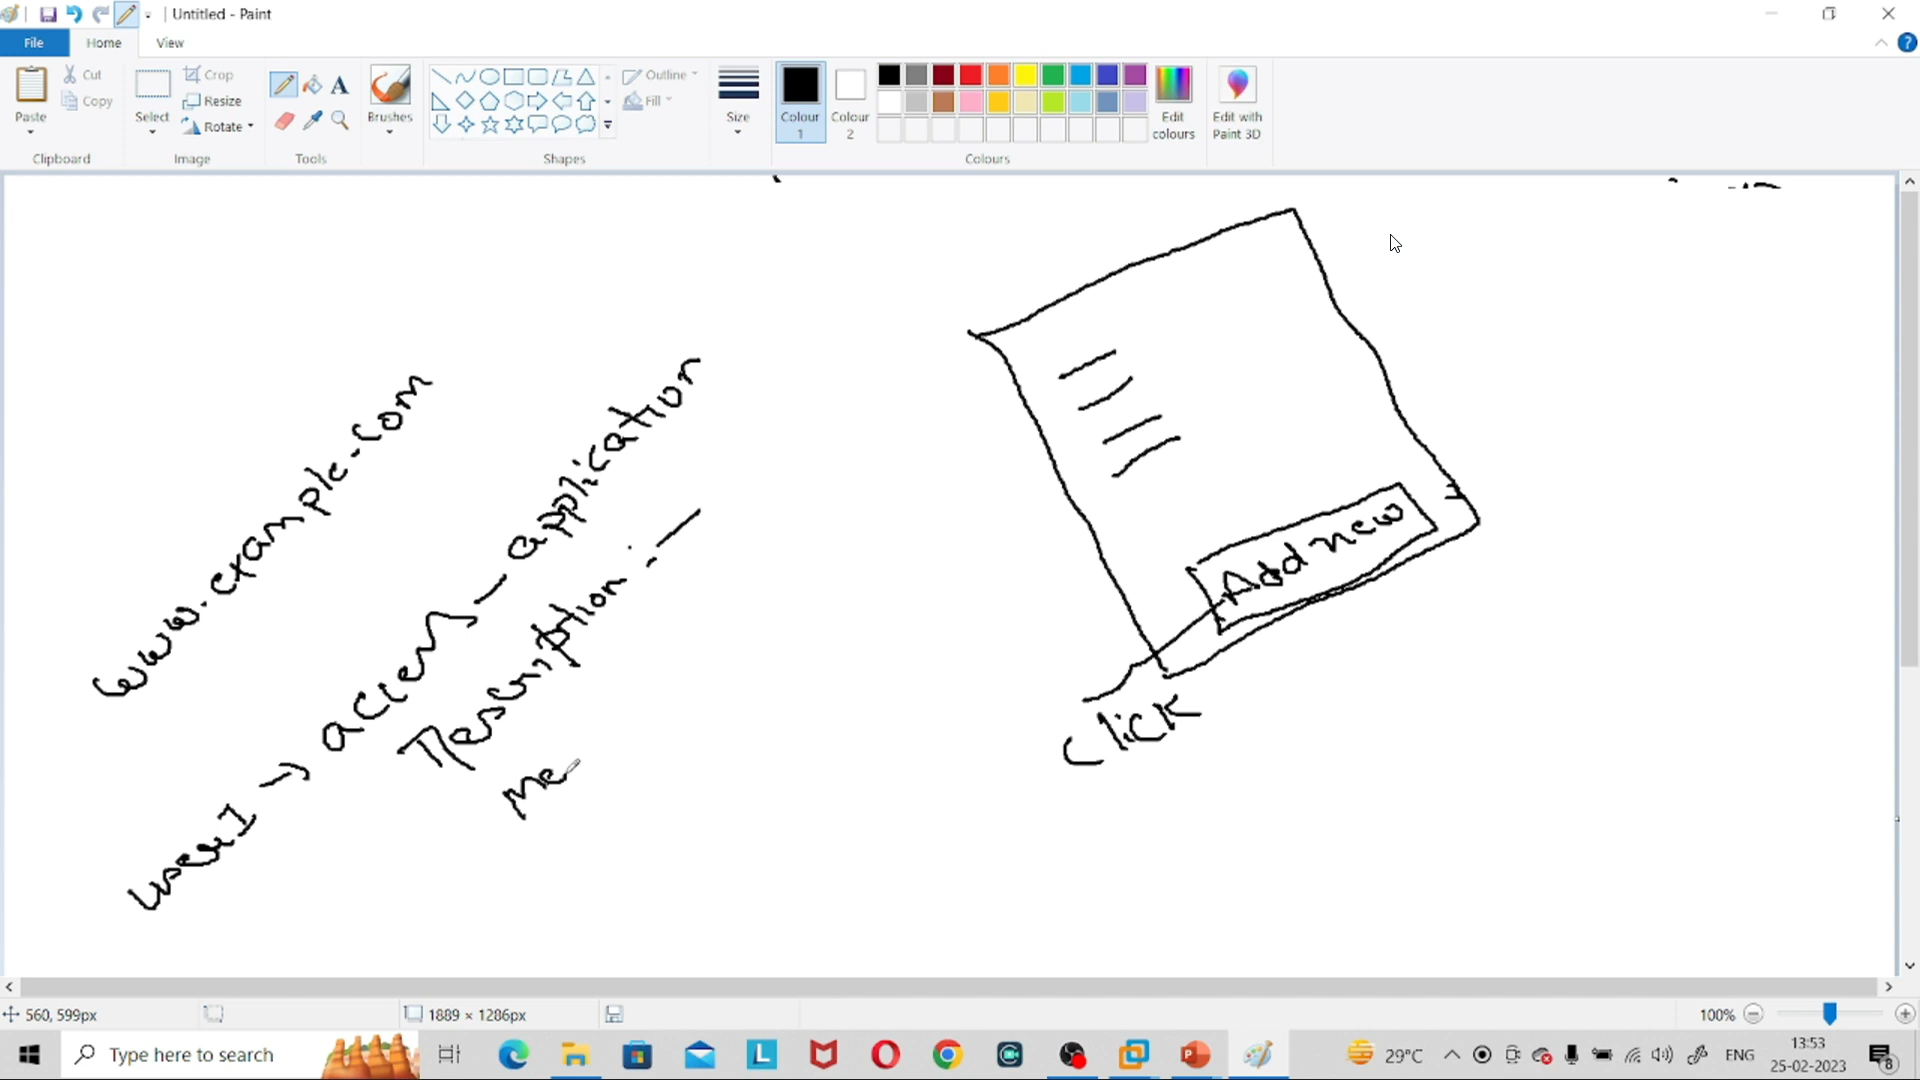 Untitled - Paint
File
Home
View
Paste
Cut
Copy
Clipboard
Select
Crop
Resize
Rotate
Image
Tools
Brushes
Outline
Fill
Shapes
Size
Colour
1
Colour
2
Edit
colours
Edit with
Paint 3D
Colours
www.example.com
user1 → access - application
Description :-
Me
Add new
click
560, 599px
1889 × 1286px
100%
Type here to search
29°C
ENG
13:53
25-02-2023
8